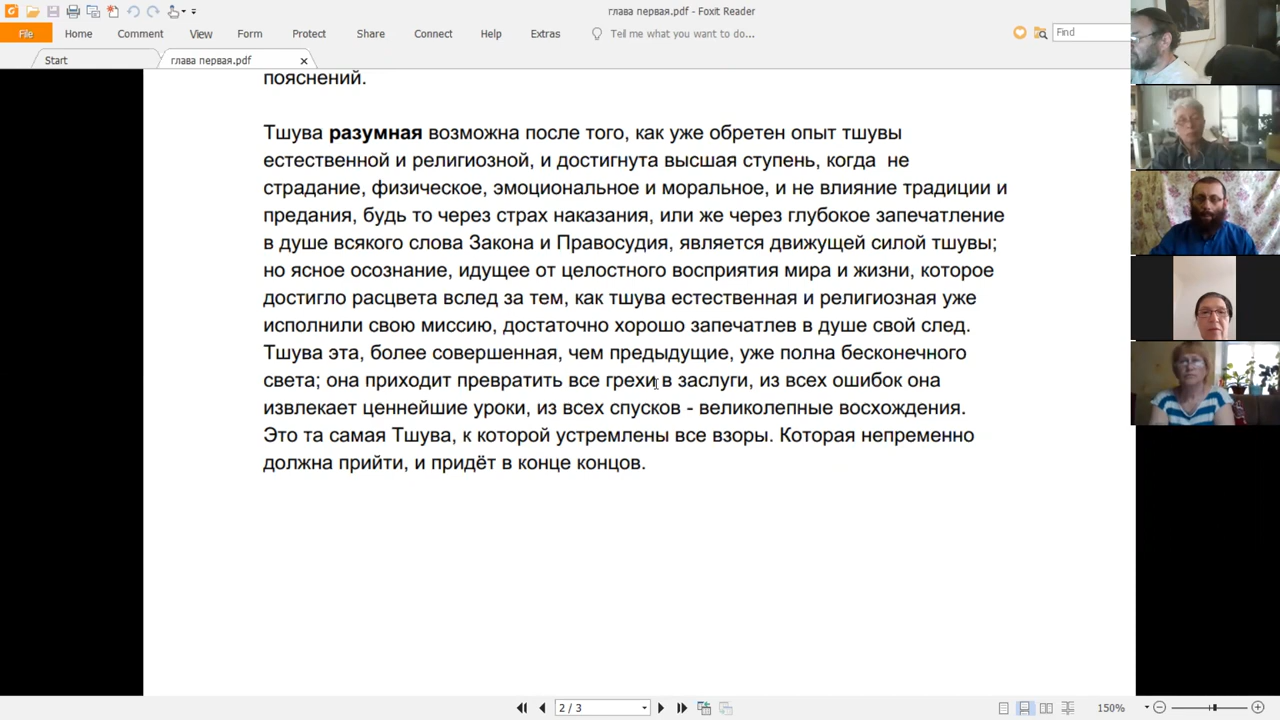 глава первая.pdf - Foxit Reader
File Home Comment View Form Protect Share Connect Help Extras Tell me what you want to do... Find
Start глава первая.pdf
пояснений.
Тшува разумная возможна после того, как уже обретен опыт тшувы
естественной и религиозной, и достигнута высшая ступень, когда не
страдание, физическое, эмоциональное и моральное, и не влияние традиции и
предания, будь то через страх наказания, или же через глубокое запечатление
в душе всякого слова Закона и Правосудия, является движущей силой тшувы;
но ясное осознание, идущее от целостного восприятия мира и жизни, которое
достигло расцвета вслед за тем, как тшува естественная и религиозная уже
исполнили свою миссию, достаточно хорошо запечатлев в душе свой след.
Тшува эта, более совершенная, чем предыдущие, уже полна бесконечного
света; она приходит превратить все грехи в заслуги, из всех ошибок она
извлекает ценнейшие уроки, из всех спусков - великолепные восхождения.
Это та самая Тшува, к которой устремлены все взоры. Которая непременно
должна прийти, и придёт в конце концов.
2 / 3 150%